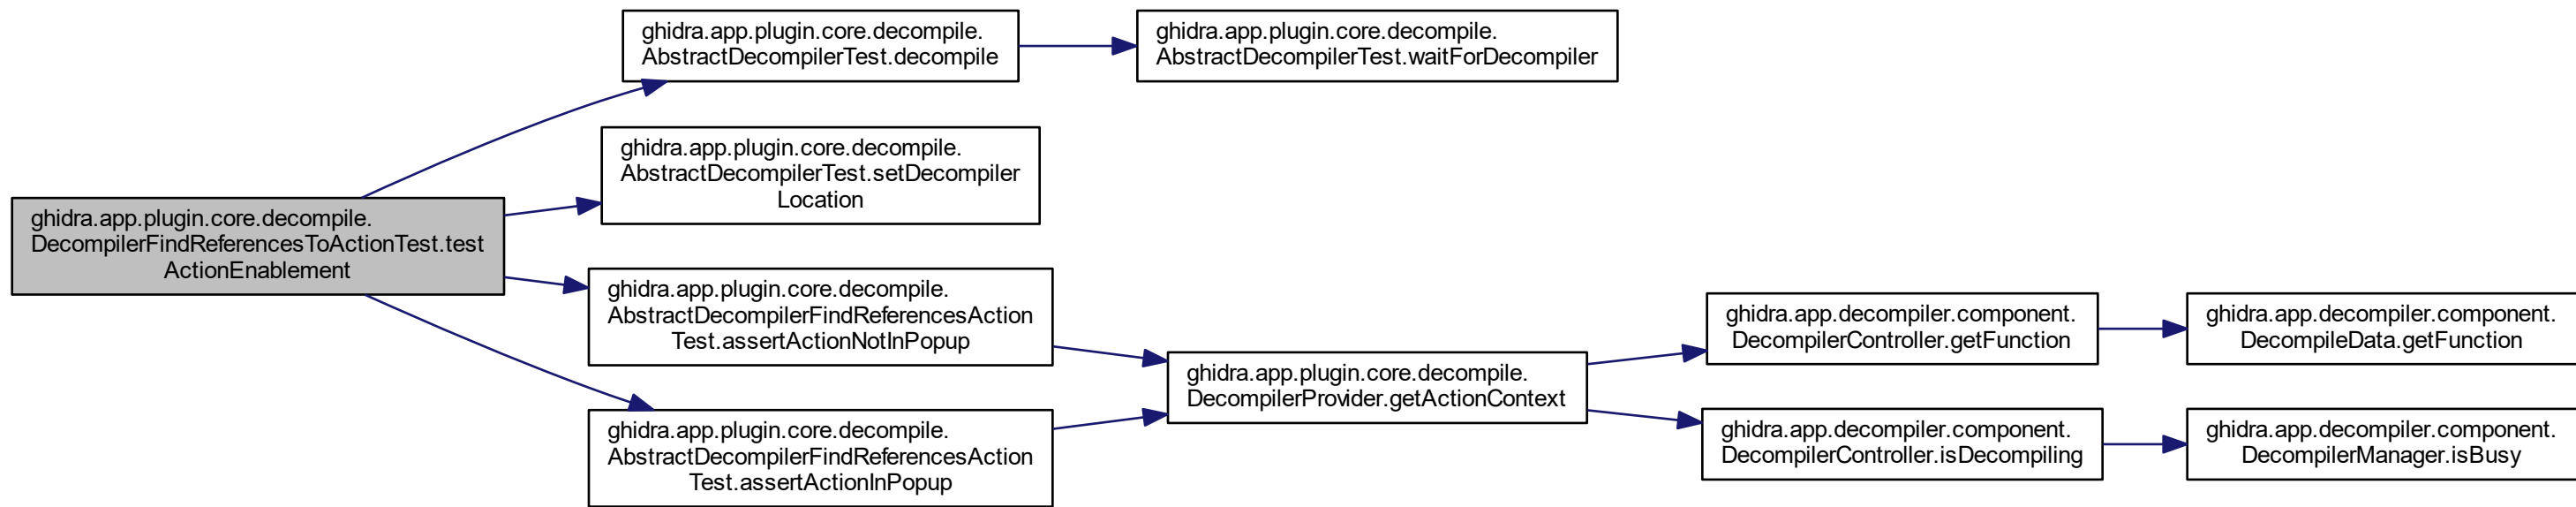 ghidra.app.plugin.core.decompile.
AbstractDecompilerTest.decompile
ghidra.app.plugin.core.decompile.
AbstractDecompilerTest.waitForDecompiler
ghidra.app.plugin.core.decompile.
AbstractDecompilerTest.setDecompiler
Location
ghidra.app.plugin.core.decompile.
DecompilerFindReferencesToActionTest.test
ActionEnablement
ghidra.app.plugin.core.decompile.
AbstractDecompilerFindReferencesAction
Test.assertActionNotInPopup
ghidra.app.plugin.core.decompile.
AbstractDecompilerFindReferencesAction
Test.assertActionInPopup
ghidra.app.plugin.core.decompile.
DecompilerProvider.getActionContext
ghidra.app.decompiler.component.
DecompilerController.getFunction
ghidra.app.decompiler.component.
DecompileData.getFunction
ghidra.app.decompiler.component.
DecompilerController.isDecompiling
ghidra.app.decompiler.component.
DecompilerManager.isBusy